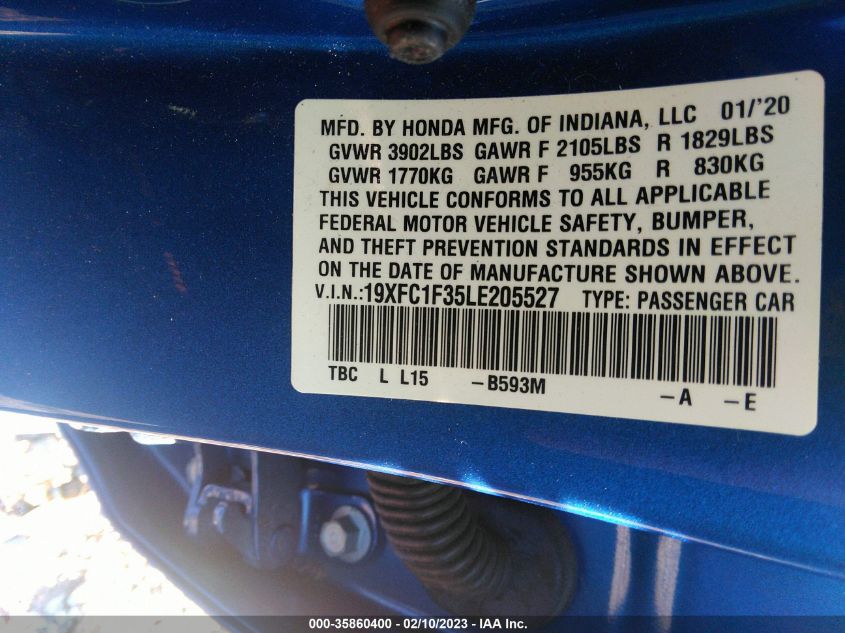 MFD. BY HONDA MFG. OF INDIANA, LLC 01/'20
GVWR 3902LBS GAWR F 2105LBS R 1829LBS
GVWR 1770KG GAWR F 955KG R 830KG
THIS VEHICLE CONFORMS TO ALL APPLICABLE
FEDERAL MOTOR VEHICLE SAFETY, BUMPER,
AND THEFT PREVENTION STANDARDS IN EFFECT
ON THE DATE OF MANUFACTURE SHOWN ABOVE.
V.I.N.:19XFC1F35LE205527 TYPE: PASSENGER CAR
TBC L L15 -B593M
-A -E
000-35860400 - 02/10/2023 - IAA Inc.